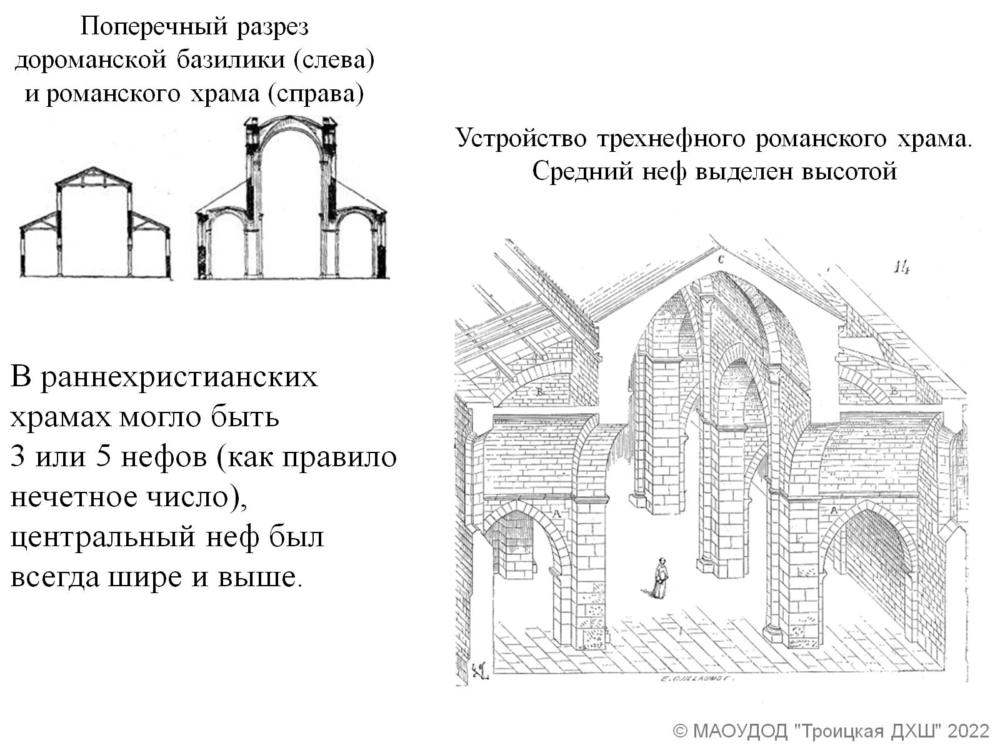 Поперечный разрез
дороманской базилики (слева)
и романского храма (справа)
Устройство трехнефного романского храма.
Средний неф выделен высотой
В раннехристианских
храмах могло быть
3 или 5 нефов (как правило
нечетное число),
центральный неф был
всегда шире и выше.
C
14
B
B
A
A
E. GUILLAUMOT.
© МАОУДОД "Троицкая ДХШ" 2022